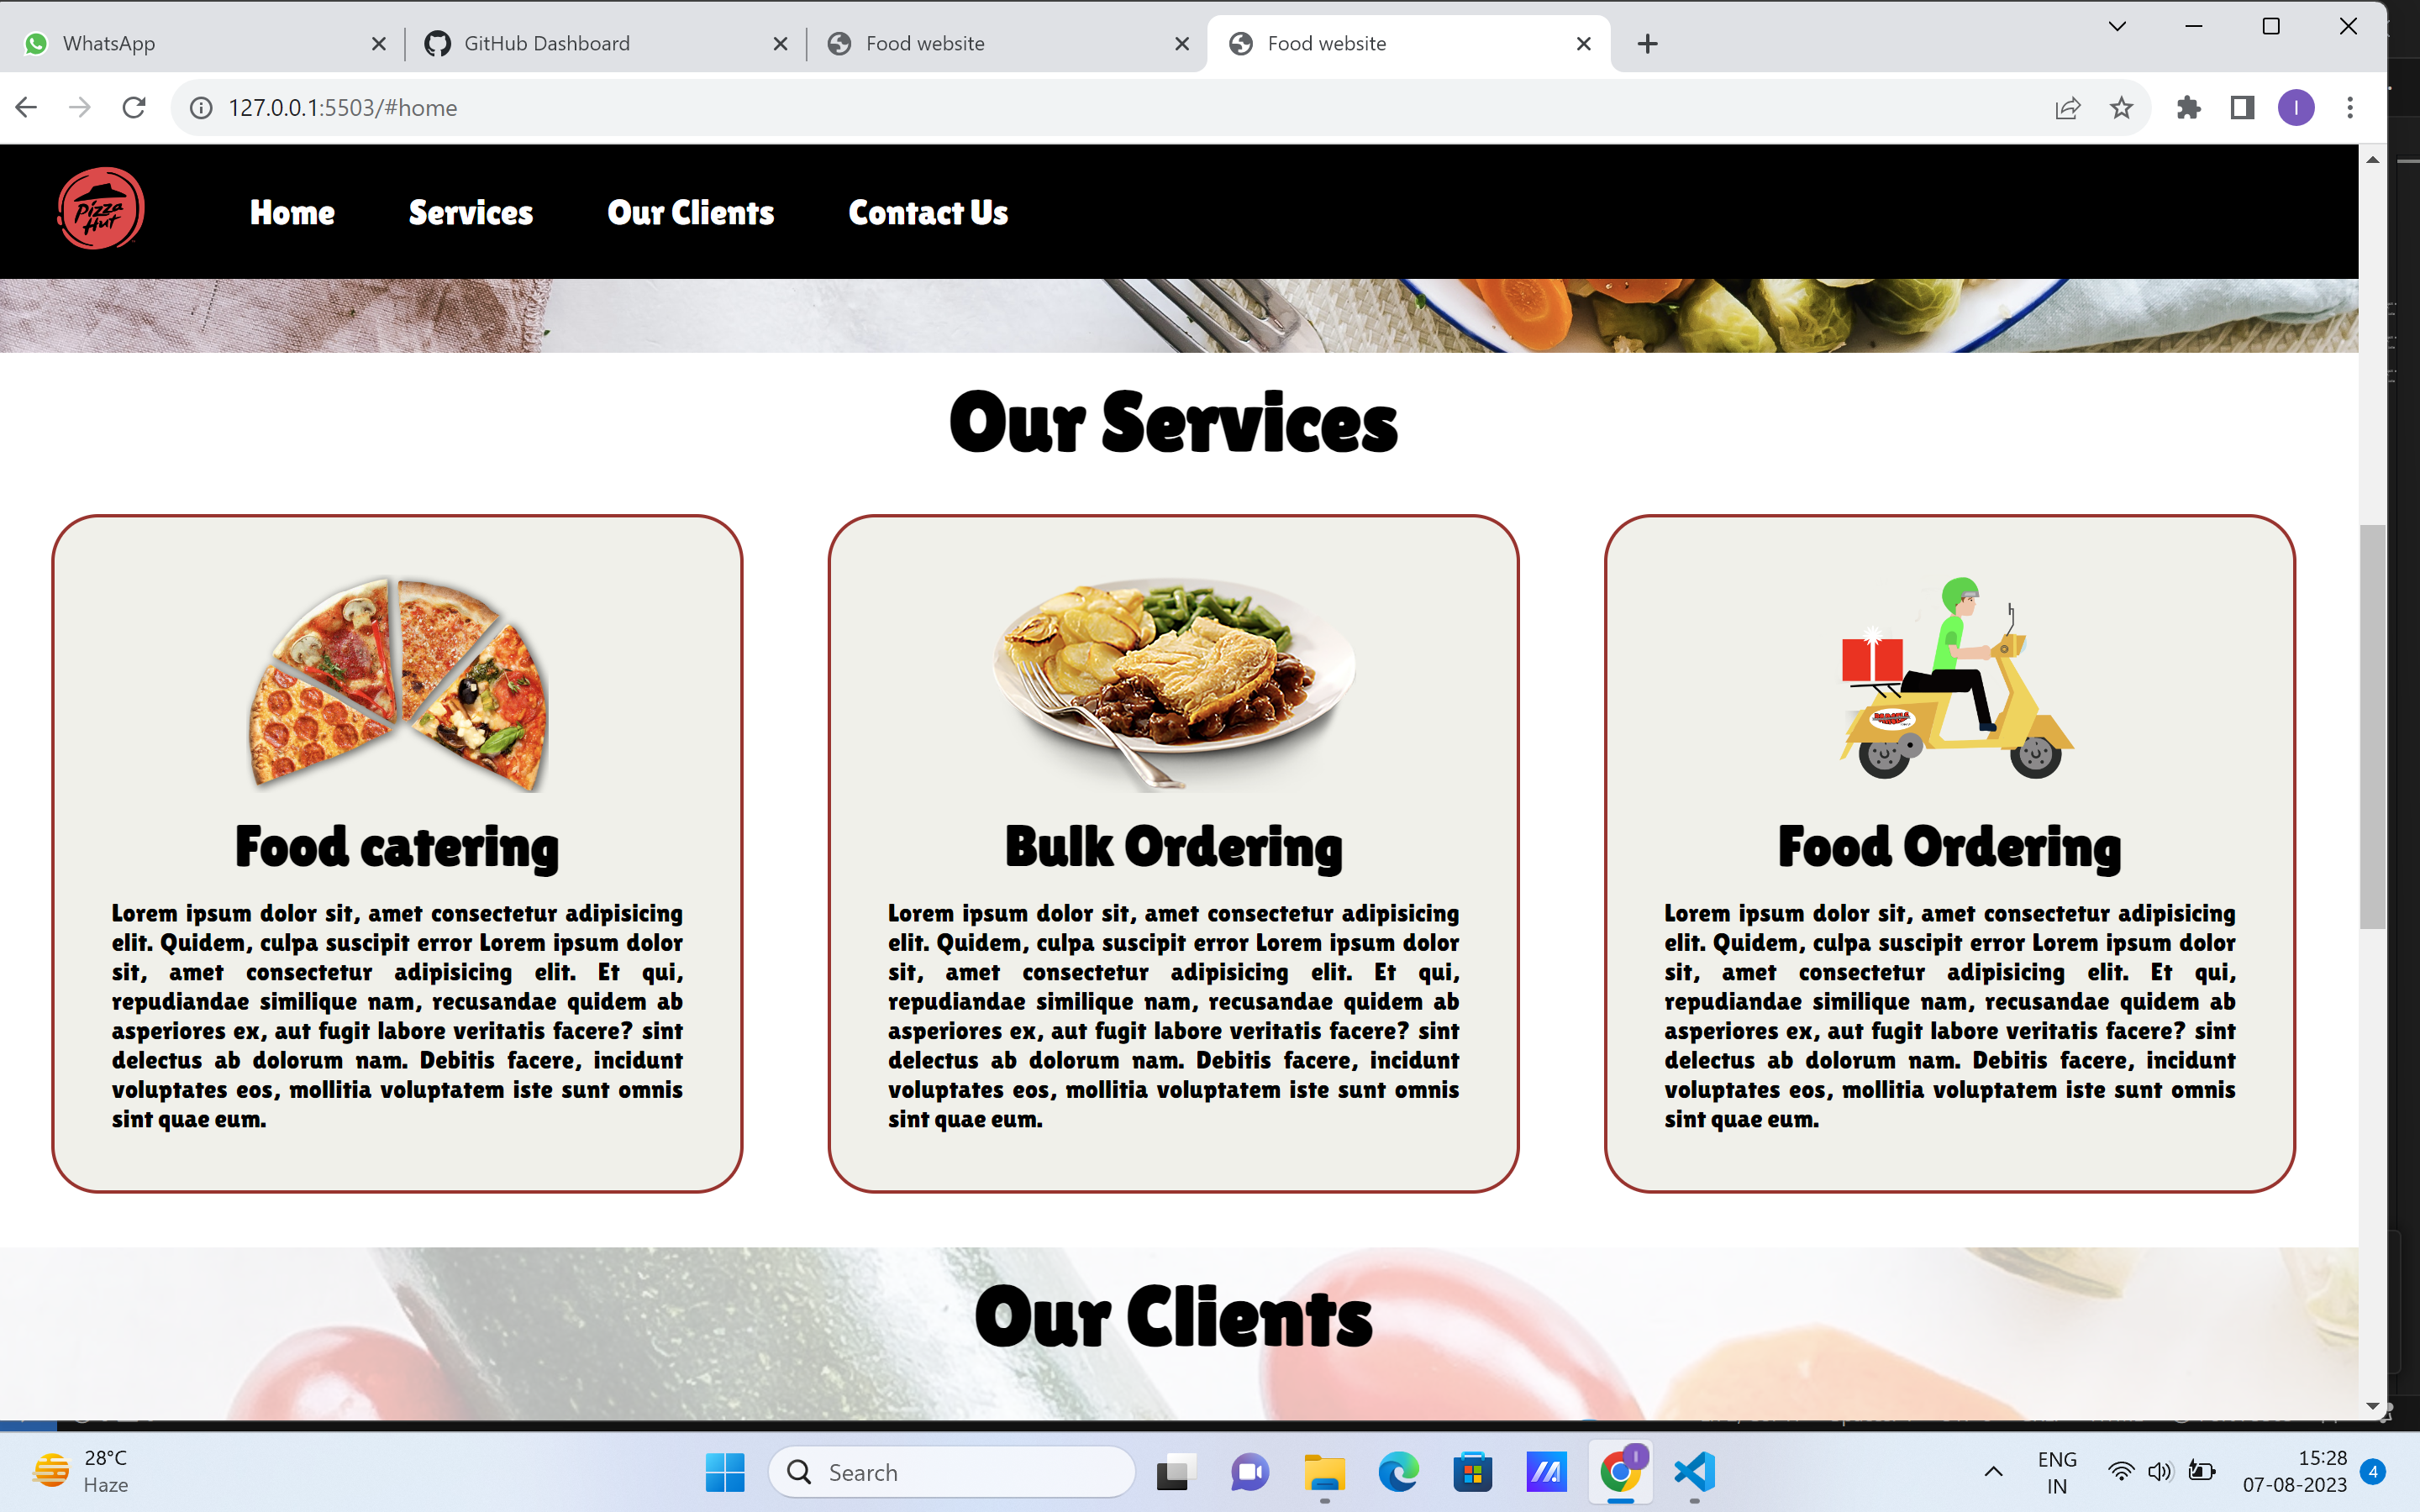 WhatsApp
GitHub Dashboard
Food website
Food website
127.0.0.1:5503/#home
I
Pizza
Hut
Home
Services
Our Clients
Contact Us
Our Services
Food catering
Lorem ipsum dolor sit, amet consectetur adipisicing
elit. Quidem, culpa suscipit error Lorem ipsum dolor
sit, amet consectetur adipisicing elit. Et qui,
repudiandae similique nam, recusandae quidem ab
asperiores ex, aut fugit labore veritatis facere? sint
delectus ab dolorum nam. Debitis facere, incidunt
voluptates eos, mollitia voluptatem iste sunt omnis
sint quae eum.
Bulk Ordering
Lorem ipsum dolor sit, amet consectetur adipisicing
elit. Quidem, culpa suscipit error Lorem ipsum dolor
sit, amet consectetur adipisicing elit. Et qui,
repudiandae similique nam, recusandae quidem ab
asperiores ex, aut fugit labore veritatis facere? sint
delectus ab dolorum nam. Debitis facere, incidunt
voluptates eos, mollitia voluptatem iste sunt omnis
sint quae eum.
Food Ordering
Lorem ipsum dolor sit, amet consectetur adipisicing
elit. Quidem, culpa suscipit error Lorem ipsum dolor
sit, amet consectetur adipisicing elit. Et qui,
repudiandae similique nam, recusandae quidem ab
asperiores ex, aut fugit labore veritatis facere? sint
delectus ab dolorum nam. Debitis facere, incidunt
voluptates eos, mollitia voluptatem iste sunt omnis
sint quae eum.
Our Clients
28°C
Haze
Search
I
ENG
IN
15:28
07-08-2023
4